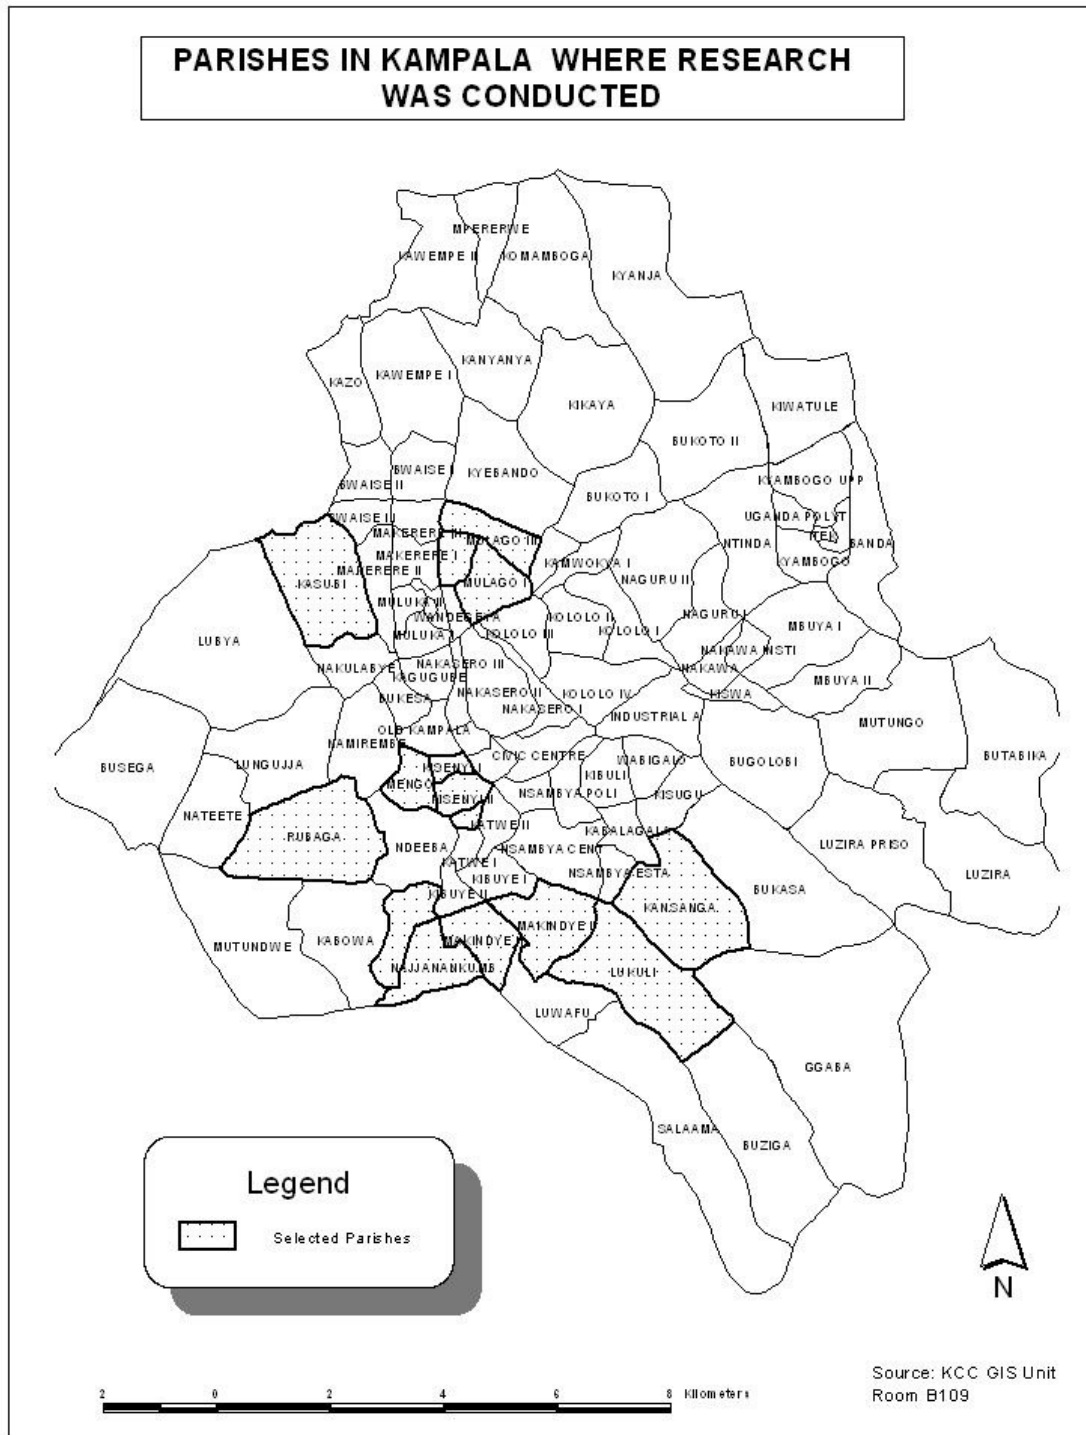 PARISHES IN KAMPALA WHERE RESEARCH
WAS CONDUCTED
MPERERWE
KAWEMPE II
KOMAMBOGA
KYANJA
KANYANYA
KAZO
KAWEMPE I
KIKAYA
KIWATULE
BUKOTO II
BWAISE I
KYEBANDO
BWAISE II
KYAMBOGO UPP
BUKOTO I
UGANDA POLYT
BWAISE II
MAKERERE III
MULAGO III
ITEK
NTINDA
BANDA
MAKERERE I
KAMWOKYA I
KYAMBOGO
MAKERERE II
KASUBI
MULAGO I
NAGURU II
MULUKA II
WANDEGEYA
KOLOLO II
NAGURU I
MULUKA I
KOLOLO III
KOLOLO I
MBUYA I
LUBYA
NAKAWA INSTI
NAKULABYE
NAKASERO III
NAKAWA
KAGUGUBE
MBUYA II
BUKESA
NAKASERO II
KOLOLO IV
KISWA
NAKASERO I
INDUSTRIAL A
MUTUNGO
OLD KAMPALA
NAMIREMBE
CIVIC CENTRE
BUSEGA
LUNGUJJA
KISENYI I
WABIGALO
BUGOLOBI
BUTABIKA
MENGO
KIBULI
KISENYI II
NSAMBYA POLI
KISUGU
NATEETE
KATWE II
KABALAGALA
RUBAGA
NDEEBA
NSAMBYA CENT
LUZIRA PRISO
KATWE I
NSAMBYA ESTA
LUZIRA
KIBUYE I
BUKASA
KIBUYE II
KANSANGA
MUTUNDWE
KABOWA
MAKINDYE I
MAKINDYE
NAJJANANKUMB
LUKULI
LUWAFU
GGABA
SALAAMA
BUZIGA
Legend
Selected Parishes
N
Source: KCC GIS Unit
Room B109
2 0 2 4 6 8 Kilometers